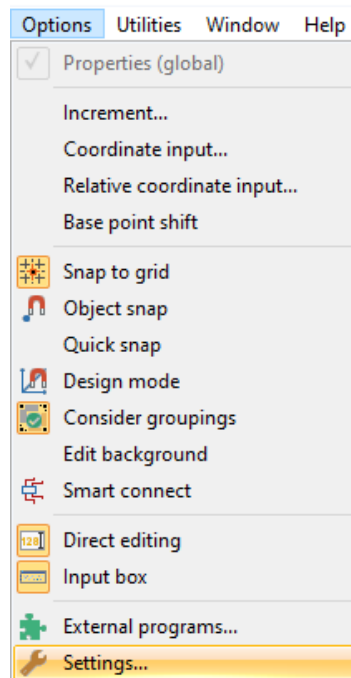 Options Utilities Window Help
Properties (global)
Increment...
Coordinate input...
Relative coordinate input...
Base point shift
Snap to grid
Object snap
Quick snap
Design mode
Consider groupings
Edit background
Smart connect
Direct editing
Input box
External programs...
Settings...